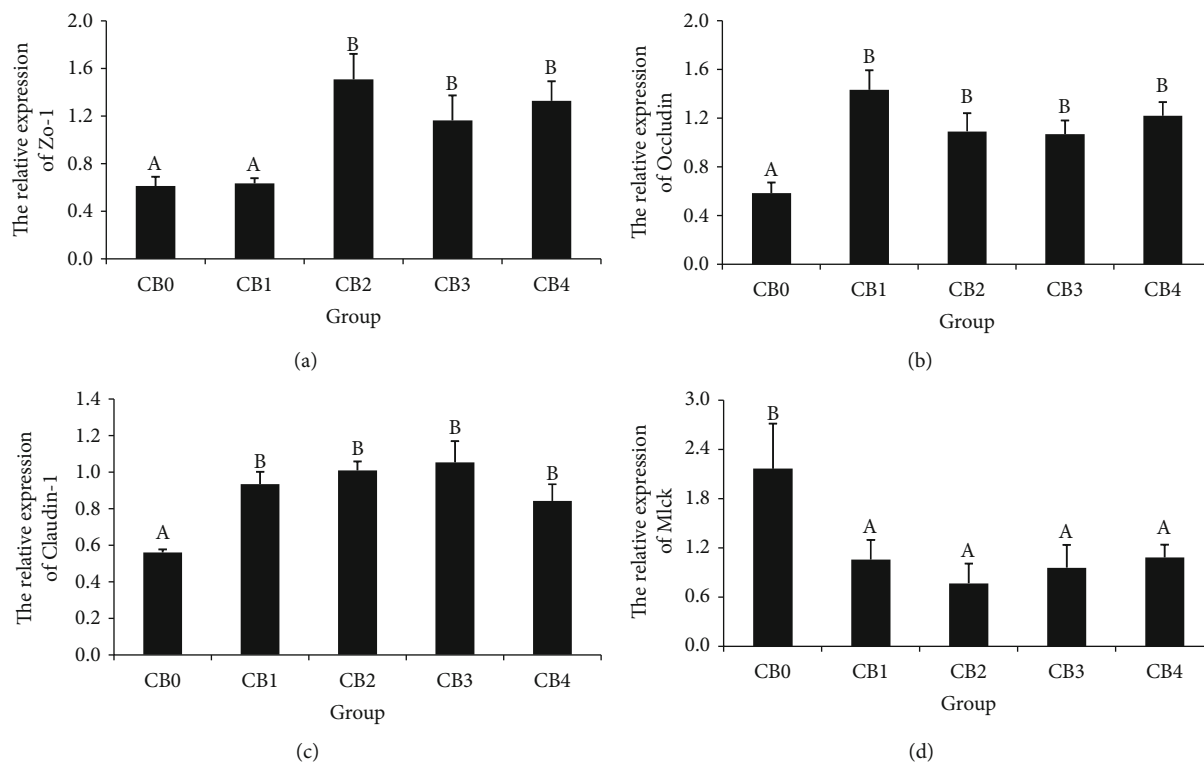 The relative expression
of Zo-1
2.0
1.6
1.2
0.8
0.4
0.0
A
A
B
B
B
CB0
CB1
CB2
CB3
CB4
Group
(a)
The relative expression
of Occludin
2.0
1.6
1.2
0.8
0.4
0.0
A
B
B
B
B
CB0
CB1
CB2
CB3
CB4
Group
(b)
The relative expression
of Claudin-1
1.4
1.2
1.0
0.8
0.6
0.4
0.2
0.0
A
B
B
B
B
CB0
CB1
CB2
CB3
CB4
Group
(c)
The relative expression
of Mlck
3.0
2.4
1.8
1.2
0.6
0.0
B
A
A
A
A
CB0
CB1
CB2
CB3
CB4
Group
(d)